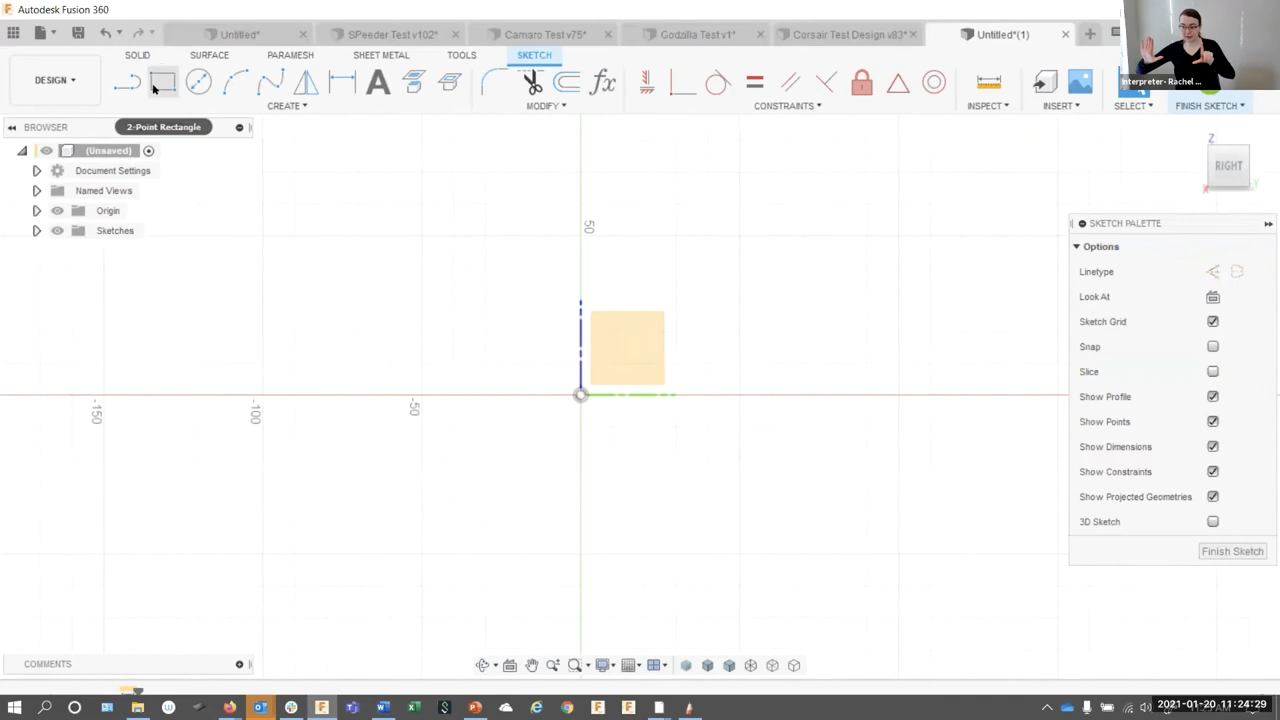 Autodesk Fusion 360
Untitled*
SPeeder Test v102*
Camaro Test v75*
Godzilla Test v1*
Corsair Test Design v83*
Untitled*(1)
SOLID
SURFACE
PARAMESH
SHEET METAL
TOOLS
SKETCH
DESIGN
CREATE
MODIFY
CONSTRAINTS
INSPECT
INSERT
SELECT
FINISH SKETCH
Interpreter- Rachel ...
BROWSER
2-Point Rectangle
(Unsaved)
Document Settings
Named Views
Origin
Sketches
50
-150
-100
-50
Z
RIGHT
X
Y
SKETCH PALETTE
Options
Linetype
Look At
Sketch Grid
Snap
Slice
Show Profile
Show Points
Show Dimensions
Show Constraints
Show Projected Geometries
3D Sketch
Finish Sketch
COMMENTS
2021-01-20 11:24:29